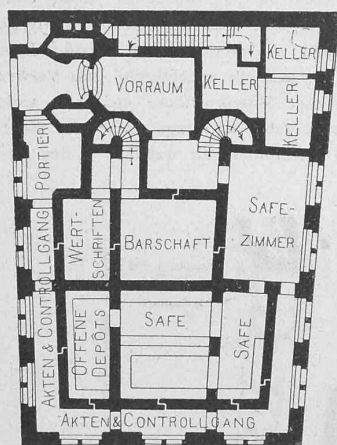 KELLER
VORRAUM
KELLER
KELLER
PORTIER
WERT-
SCHRIFTEN
BARSCHAFT
SAFE-
ZIMMER
AKTEN & CONTROLLGANG
OFFENE
DEPÔTS
SAFE
SAFE
AKTEN & CONTROLLGANG